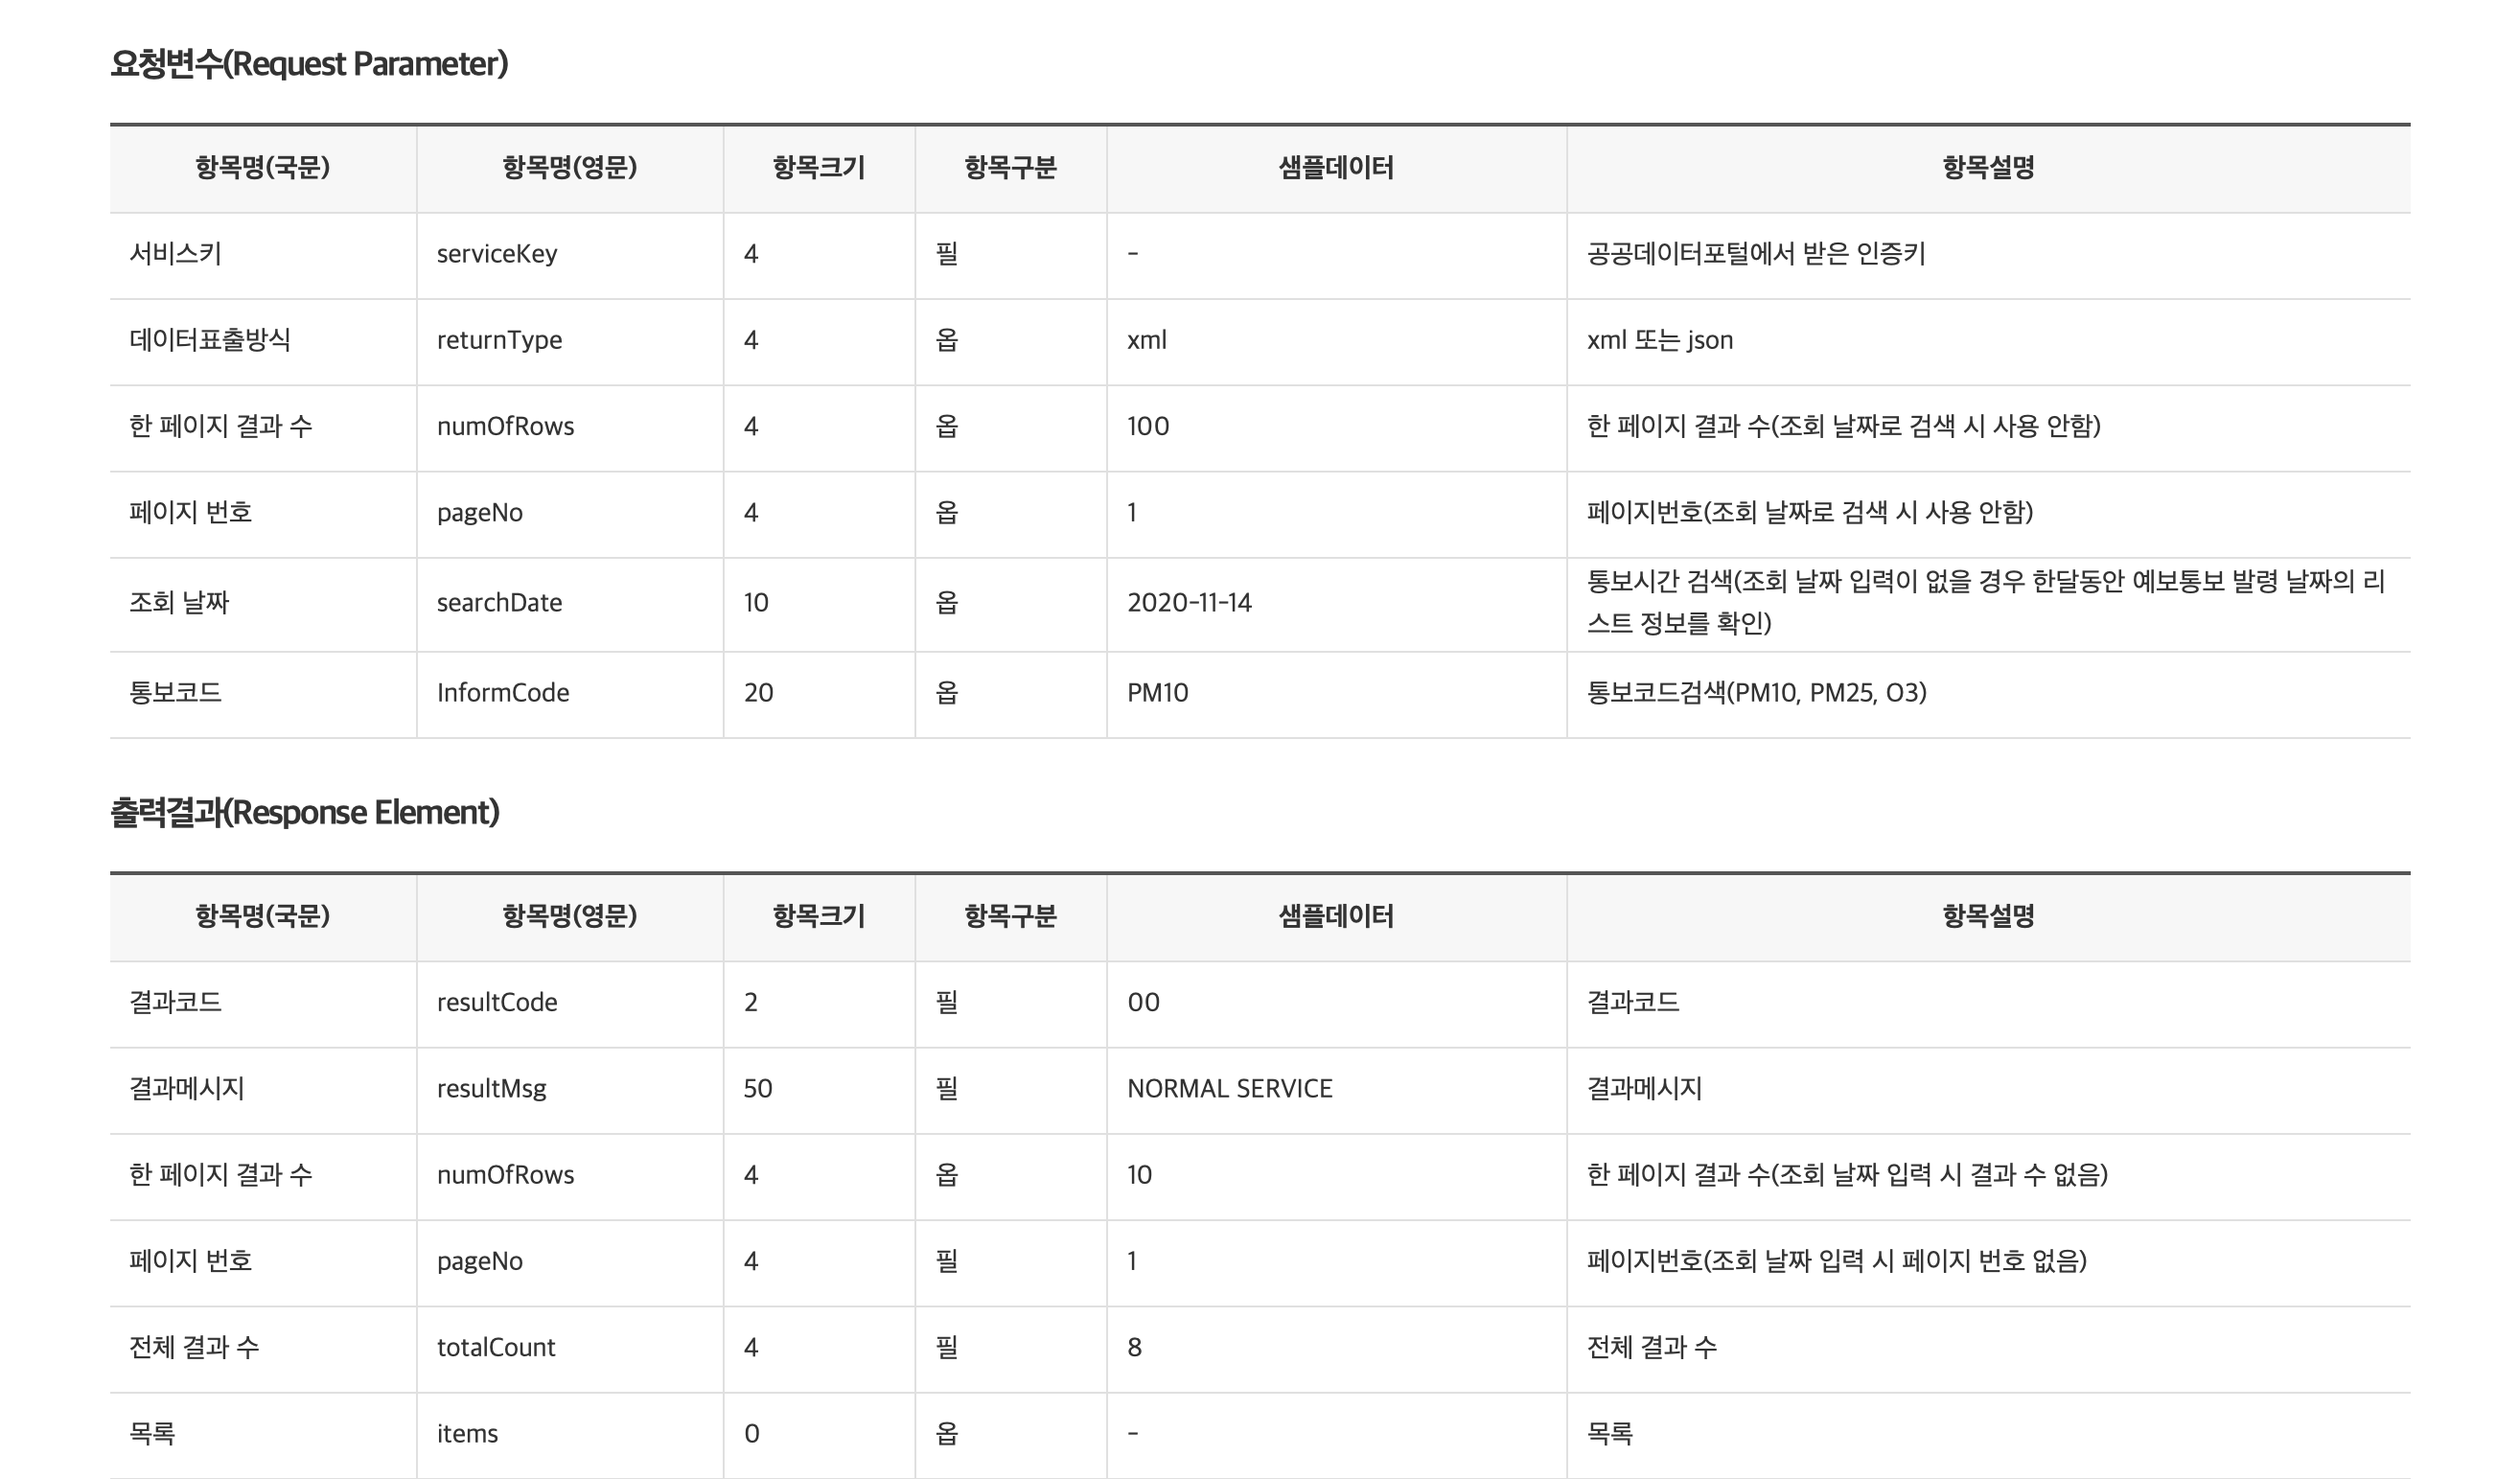 요청변수(Request Parameter)
항목명(국문) 항목명(영문) 항목크기 항목구분 샘플데이터 항목설명
서비스키 serviceKey 4 필 - 공공데이터포털에서 받은 인증키
데이터표출방식 returnType 4 옵 xml xml 또는 json
한 페이지 결과 수 numOfRows 4 옵 100 한 페이지 결과 수(조회 날짜로 검색 시 사용 안함)
페이지 번호 pageNo 4 옵 1 페이지번호(조회 날짜로 검색 시 사용 안함)
조회 날짜 searchDate 10 옵 2020-11-14 통보시간 검색(조회 날짜 입력이 없을 경우 한달동안 예보통보 발령 날짜의 리
스트 정보를 확인)
통보코드 InformCode 20 옵 PM10 통보코드검색(PM10, PM25, O3)
출력결과(Response Element)
항목명(국문) 항목명(영문) 항목크기 항목구분 샘플데이터 항목설명
결과코드 resultCode 2 필 00 결과코드
결과메시지 resultMsg 50 필 NORMAL SERVICE 결과메시지
한 페이지 결과 수 numOfRows 4 옵 10 한 페이지 결과 수(조회 날짜 입력 시 결과 수 없음)
페이지 번호 pageNo 4 필 1 페이지번호(조회 날짜 입력 시 페이지 번호 없음)
전체 결과 수 totalCount 4 필 8 전체 결과 수
목록 items 0 옵 - 목록